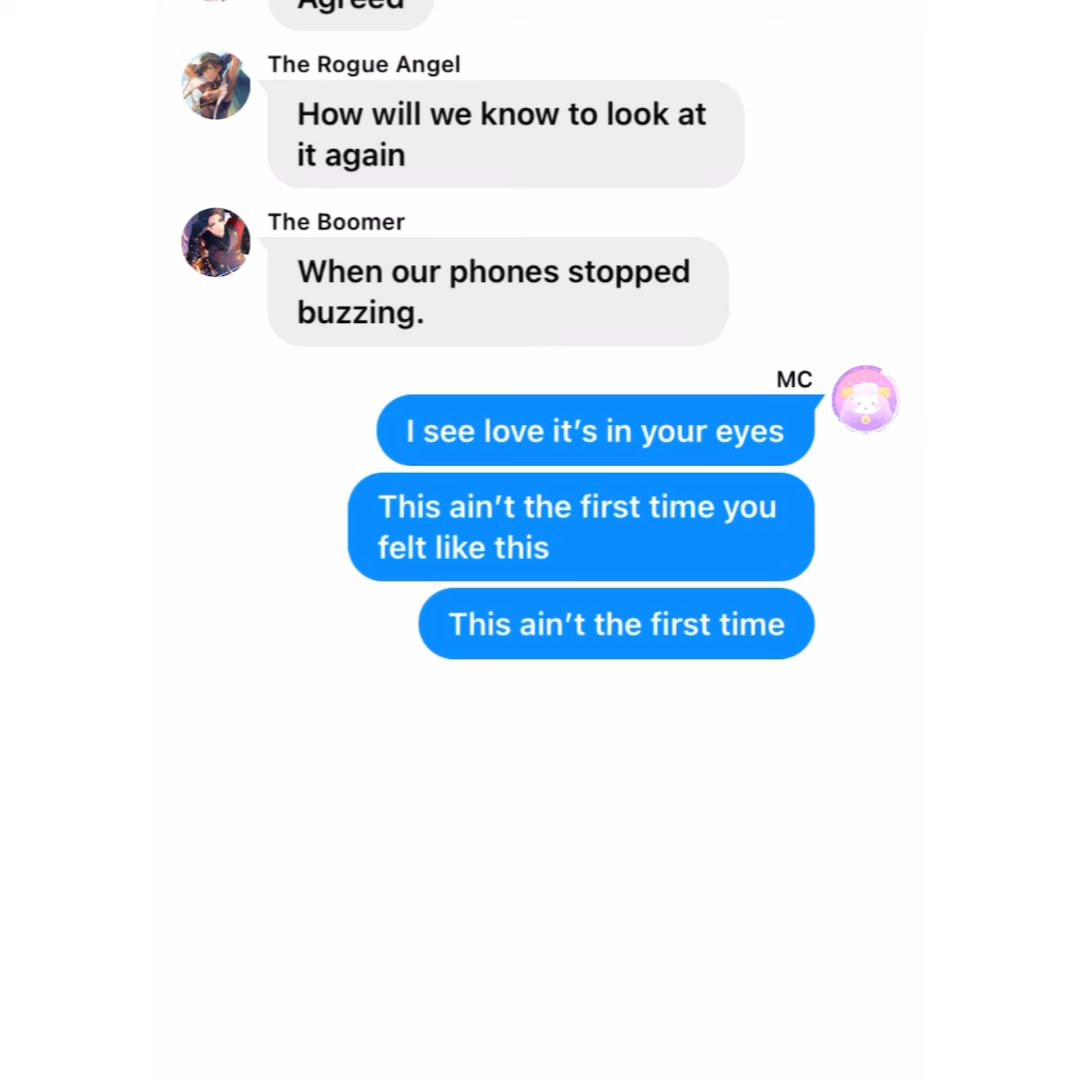 Agreed
The Rogue Angel
How will we know to look at
it again
The Boomer
When our phones stopped
buzzing.
MC
I see love it’s in your eyes
This ain’t the first time you
felt like this
This ain’t the first time